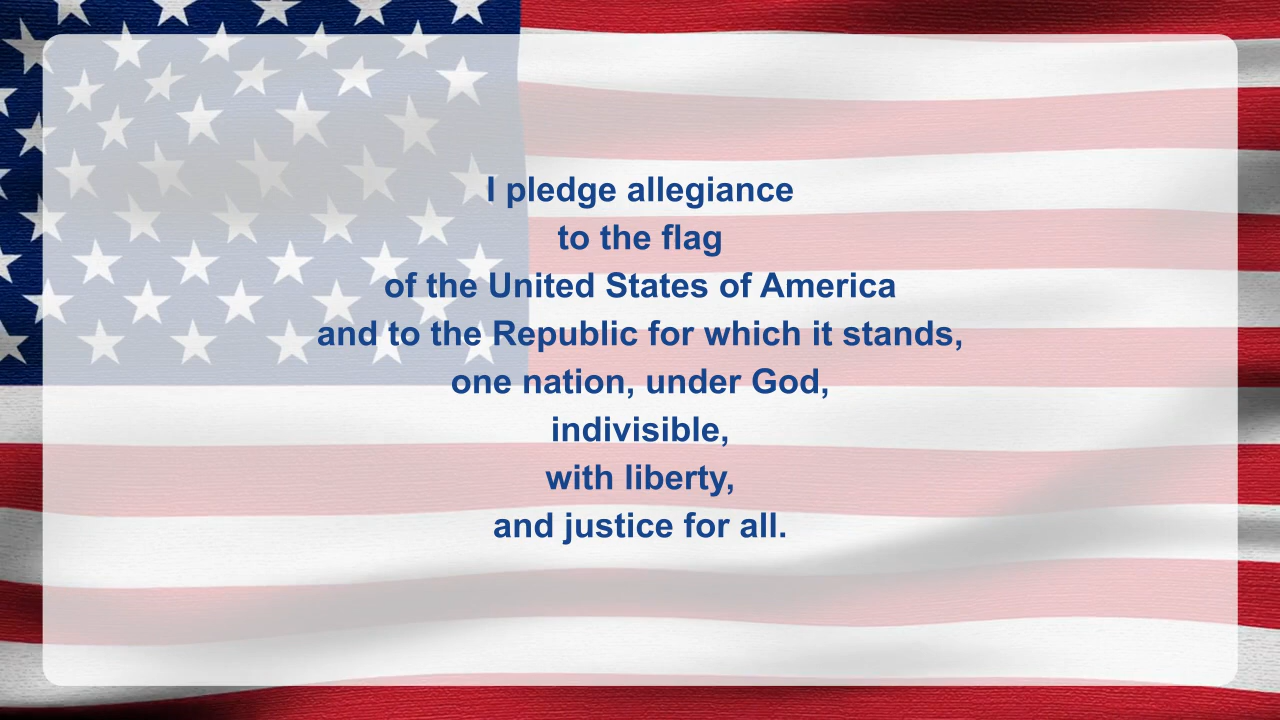 I pledge allegiance
to the flag
of the United States of America
and to the Republic for which it stands,
one nation, under God,
indivisible,
with liberty,
and justice for all.